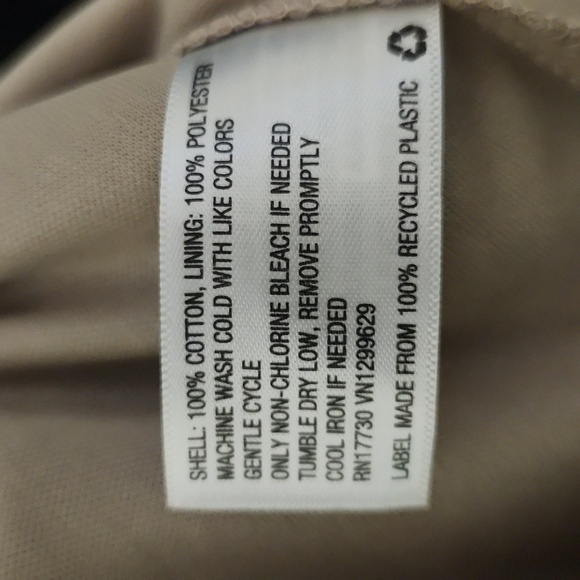 SHELL: 100% COTTON, LINING: 100% POLYESTER
MACHINE WASH COLD WITH LIKE COLORS
GENTLE CYCLE
ONLY NON-CHLORINE BLEACH IF NEEDED
TUMBLE DRY LOW, REMOVE PROMPTLY
COOL IRON IF NEEDED
RN17730 VN1299629
LABEL MADE FROM 100% RECYCLED PLASTIC